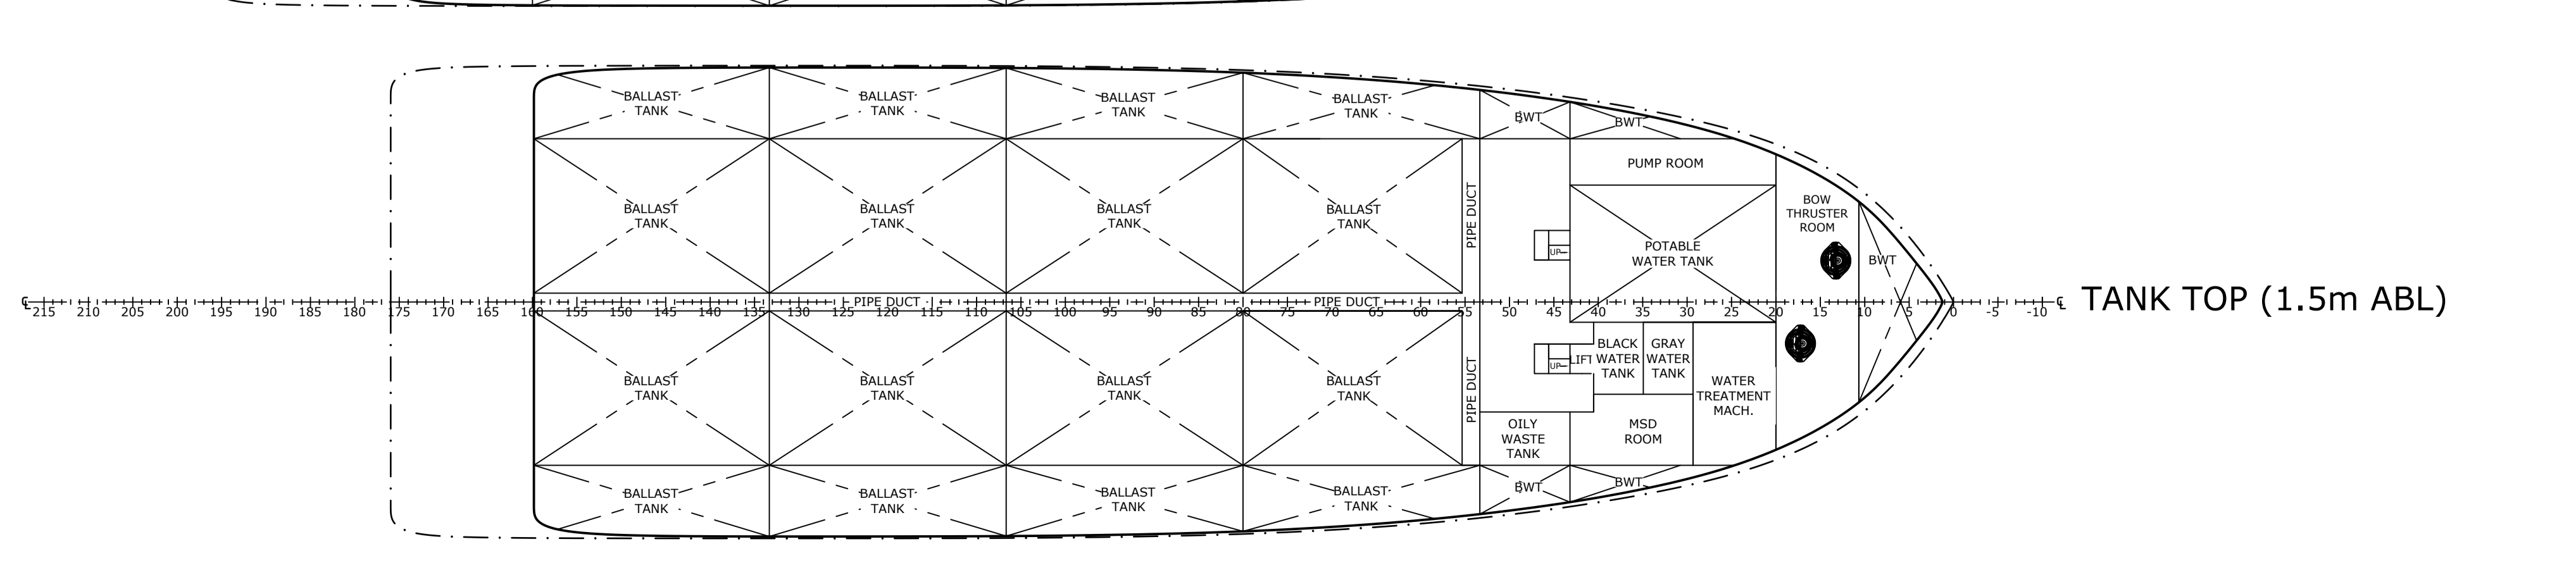 BALLAST
TANK
BALLAST
TANK
BALLAST
TANK
BALLAST
TANK
BWT
BWT
PUMP ROOM
BALLAST
TANK
BALLAST
TANK
BALLAST
TANK
BALLAST
TANK
PIPE DUCT
UP
POTABLE
WATER TANK
BOW
THRUSTER
ROOM
BWT
℄ PIPE DUCT PIPE DUCT ℄
215 210 205 200 195 190 185 180 175 170 165 160 155 150 145 140 135 130 125 120 115 110 105 100 95 90 85 80 75 70 65 60 55 50 45 40 35 30 25 20 15 10 5 0 -5 -10
TANK TOP (1.5m ABL)
BALLAST
TANK
BALLAST
TANK
BALLAST
TANK
BALLAST
TANK
PIPE DUCT
UP
LIFT
BLACK
WATER
TANK
GRAY
WATER
TANK
WATER
TREATMENT
MACH.
OILY
WASTE
TANK
MSD
ROOM
BALLAST
TANK
BALLAST
TANK
BALLAST
TANK
BALLAST
TANK
BWT
BWT